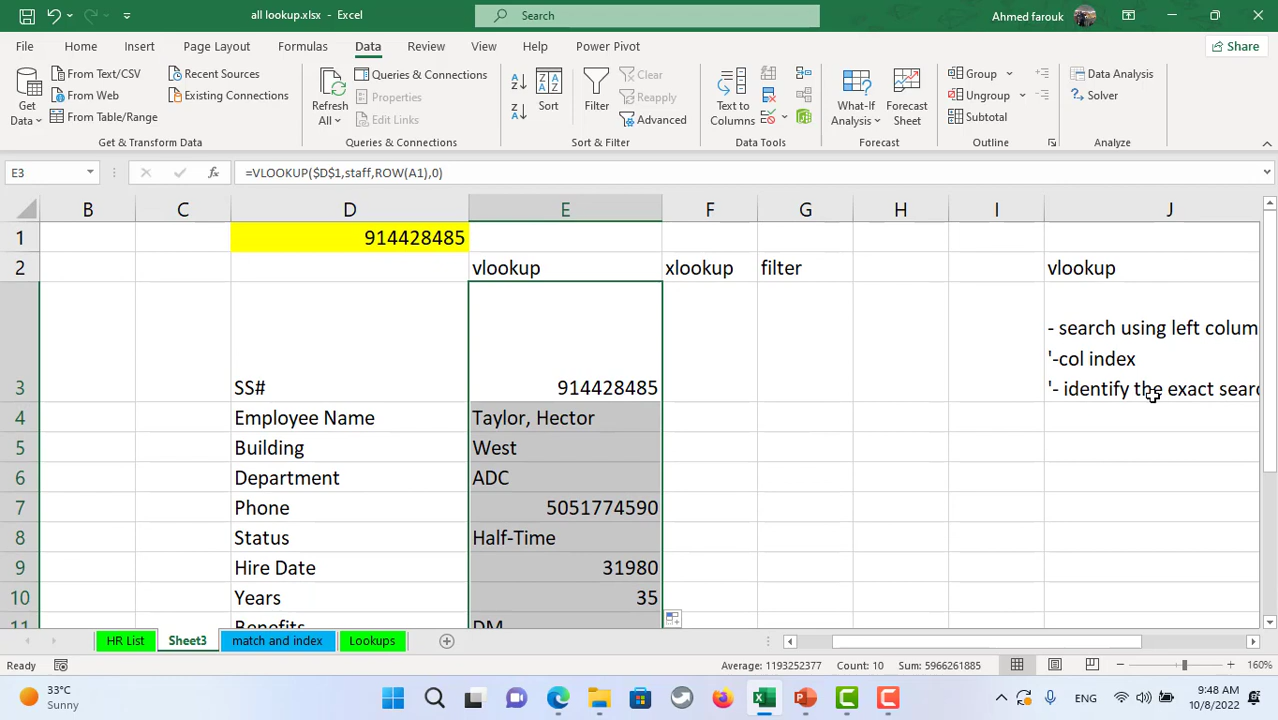 all lookup.xlsx - Excel
Search
Ahmed farouk
File Home Insert Page Layout Formulas Data Review View Help Power Pivot
Share
Get Data
From Text/CSV
From Web
From Table/Range
Recent Sources
Existing Connections
Get & Transform Data
Refresh All
Queries & Connections
Properties
Edit Links
Queries & Connections
Sort
Filter
Clear
Reapply
Advanced
Sort & Filter
Text to Columns
Data Tools
What-If Analysis
Forecast Sheet
Forecast
Group
Ungroup
Subtotal
Outline
Data Analysis
Solver
Analyze
E3
fx
=VLOOKUP($D$1,staff,ROW(A1),0)
B C D E F G H I J
1 914428485
2 vlookup xlookup filter vlookup
- search using left colum
'-col index
3 SS# 914428485 '- identify the exact searc
4 Employee Name Taylor, Hector
5 Building West
6 Department ADC
7 Phone 5051774590
8 Status Half-Time
9 Hire Date 31980
10 Years 35
11 Benefits DM
HR List Sheet3 match and index Lookups
Ready
Average: 1193252377 Count: 10 Sum: 5966261885
160%
33°C
Sunny
ENG
9:48 AM
10/8/2022